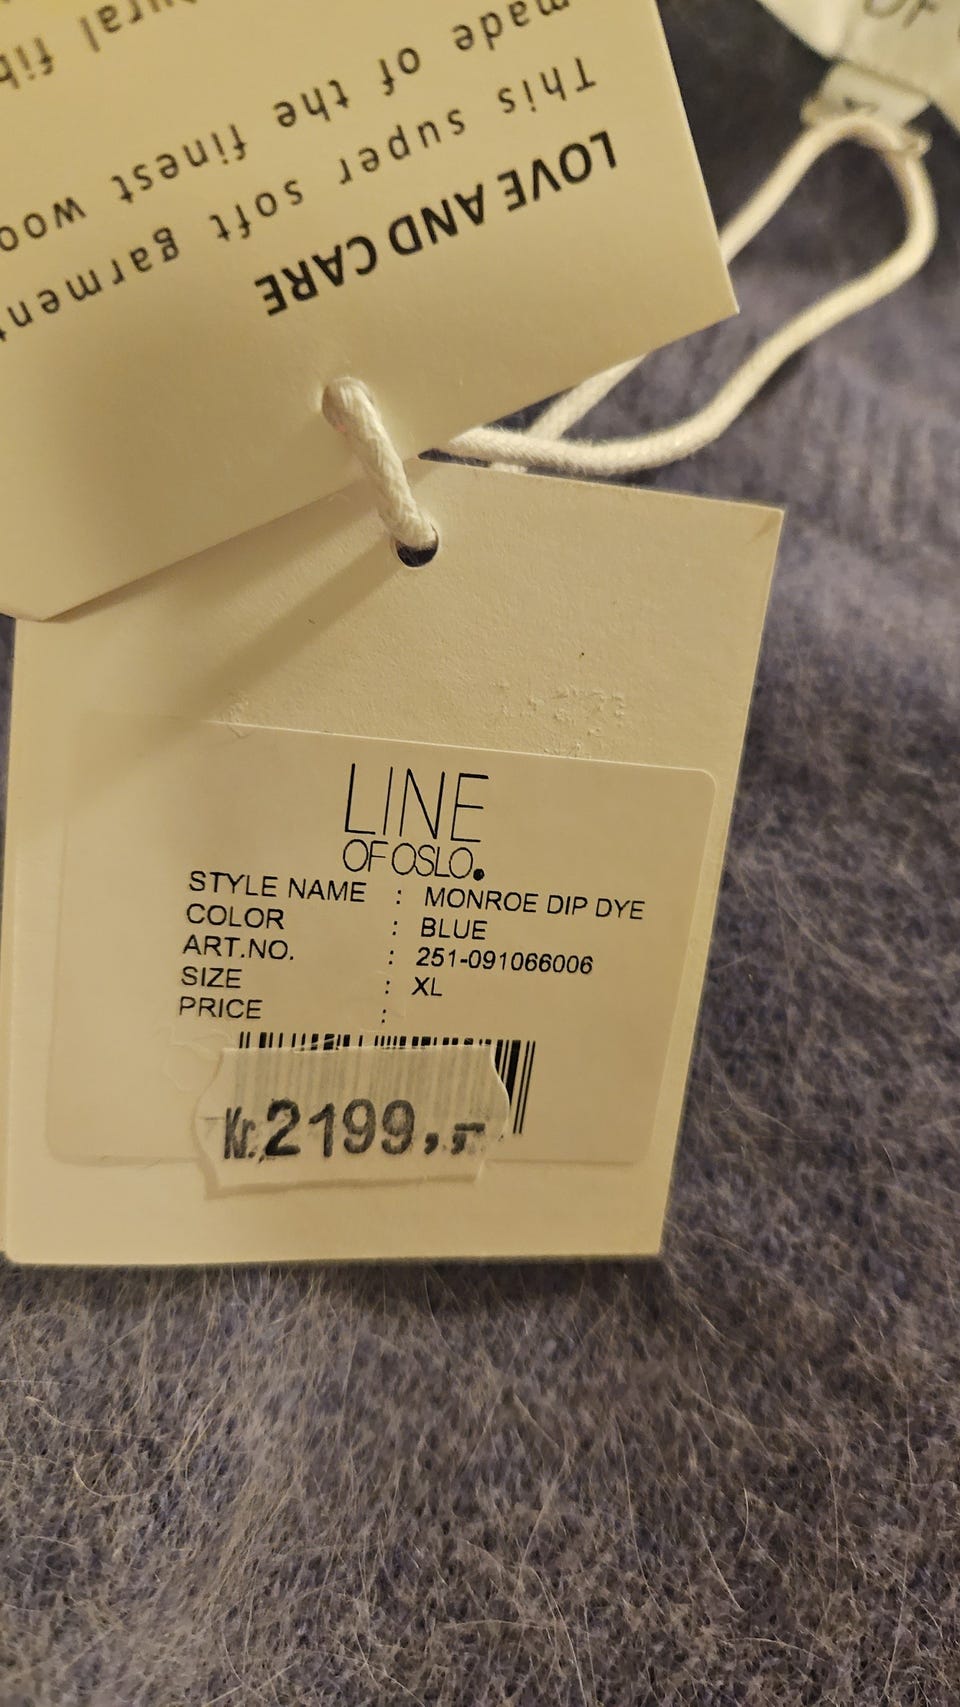 LOVE AND CARE
This super soft garment
made of the finest
OF
LINE
OF OSLO.
STYLE NAME : MONROE DIP DYE
COLOR : BLUE
ART.NO. : 251-091066006
SIZE : XL
PRICE :
Kr. 2199,-